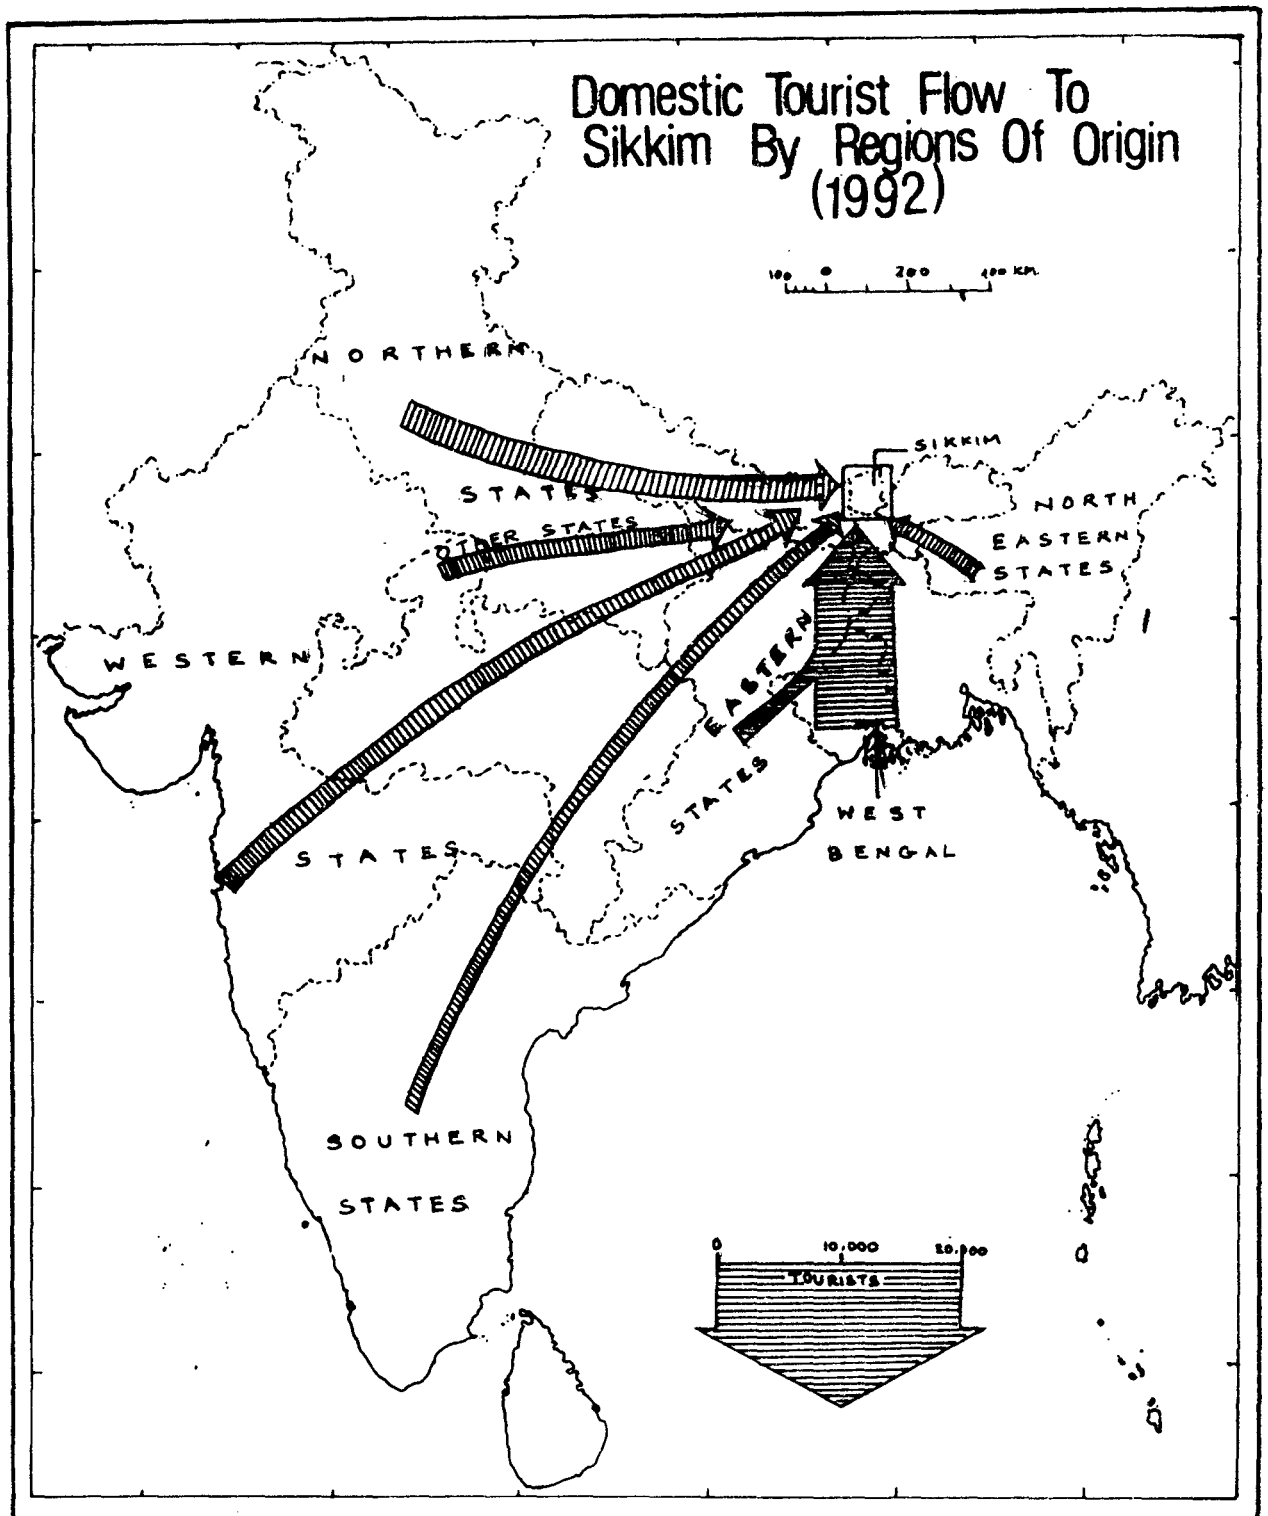 Domestic Tourist Flow To
Sikkim By Regions Of Origin
(1992)
100 0 200 400 KM.
NORTHERN
SIKKIM
STATES
NORTH
OTHER STATES
EASTERN
STATES
WESTERN
EASTERN
STATES
WEST
STATES
BENGAL
SOUTHERN
STATES
0 10,000 20,000
TOURISTS